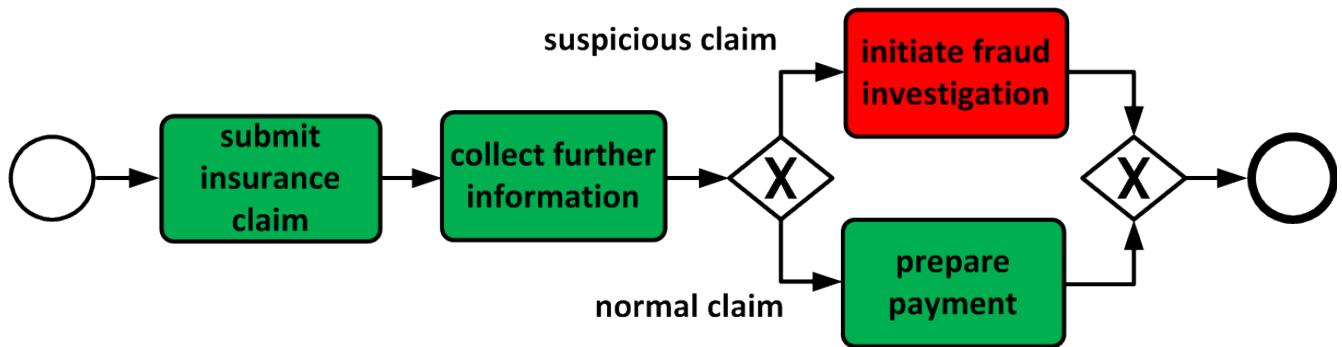 submit
insurance
claim
collect further
information
X
suspicious claim
initiate fraud
investigation
normal claim
prepare
payment
X